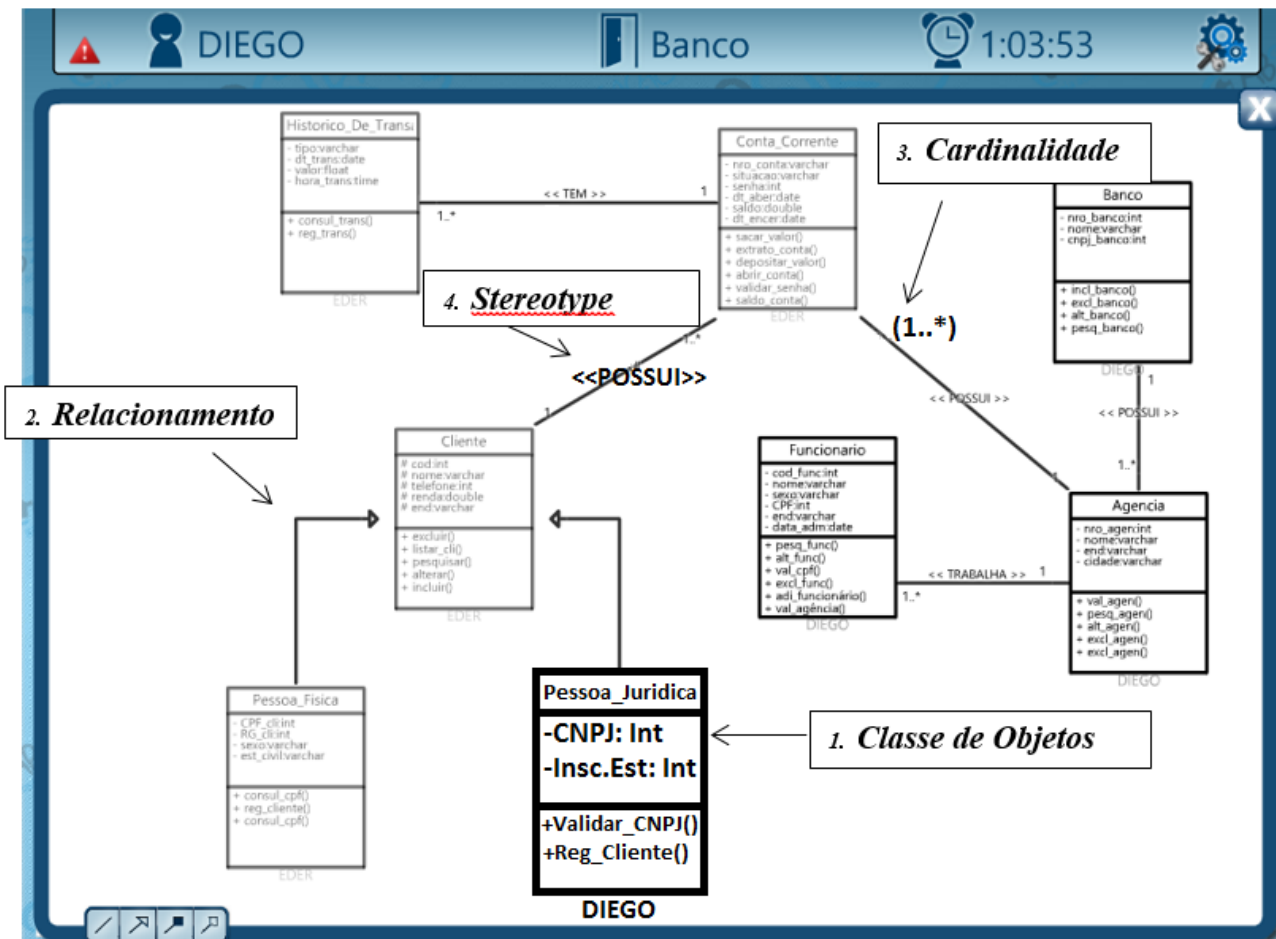 DIEGO
Banco
1:03:53
X
Historico_De_Transa
- tipo:varchar
- dt_trans:date
- valor:float
- hora_trans:time
+ consul_trans()
+ reg_trans()
EDER
<< TEM >>
1..*
1
Conta_Corrente
- nro_conta:varchar
- situacao:varchar
- senha:int
- dt_aber:date
- saldo:double
- dt_encer:date
+ sacar_valor()
+ extrato_conta()
+ depositar_valor()
+ abrir_conta()
+ validar_senha()
+ saldo_conta()
EDER
3. Cardinalidade
(1..*)
Banco
- nro_banco:int
- nome:varchar
- cnpj_banco:int
+ incl_banco()
+ excl_banco()
+ alt_banco()
+ pesq_banco()
DIEGO
1
<< POSSUI >>
1..*
4. Stereotype
1..*
<<POSSUI>>
1
<< POSSUI >>
1
2. Relacionamento
Cliente
# cod:int
# nome:varchar
# telefone:int
# renda:double
# end:varchar
+ excluir()
+ listar_cli()
+ pesquisar()
+ alterar()
+ incluir()
EDER
Funcionario
- cod_func:int
- nome:varchar
- sexo:varchar
- CPF:int
- end:varchar
- data_adm:date
+ pesq_func()
+ alt_func()
+ val_cpf()
+ excl_func()
+ adi_funcionário()
+ val_agência()
DIEGO
<< TRABALHA >>
1
1..*
Agencia
- nro_agen:int
- nome:varchar
- end:varchar
- cidade:varchar
+ val_agen()
+ pesq_agen()
+ alt_agen()
+ excl_agen()
+ excl_agen()
DIEGO
Pessoa_Fisica
- CPF_cli:int
- RG_cli:int
- sexo:varchar
- est_civil:varchar
+ consul_cpf()
+ reg_cliente()
+ consul_cpf()
EDER
Pessoa_Juridica
-CNPJ: Int
-Insc.Est: Int
+Validar_CNPJ()
+Reg_Cliente()
DIEGO
1. Classe de Objetos